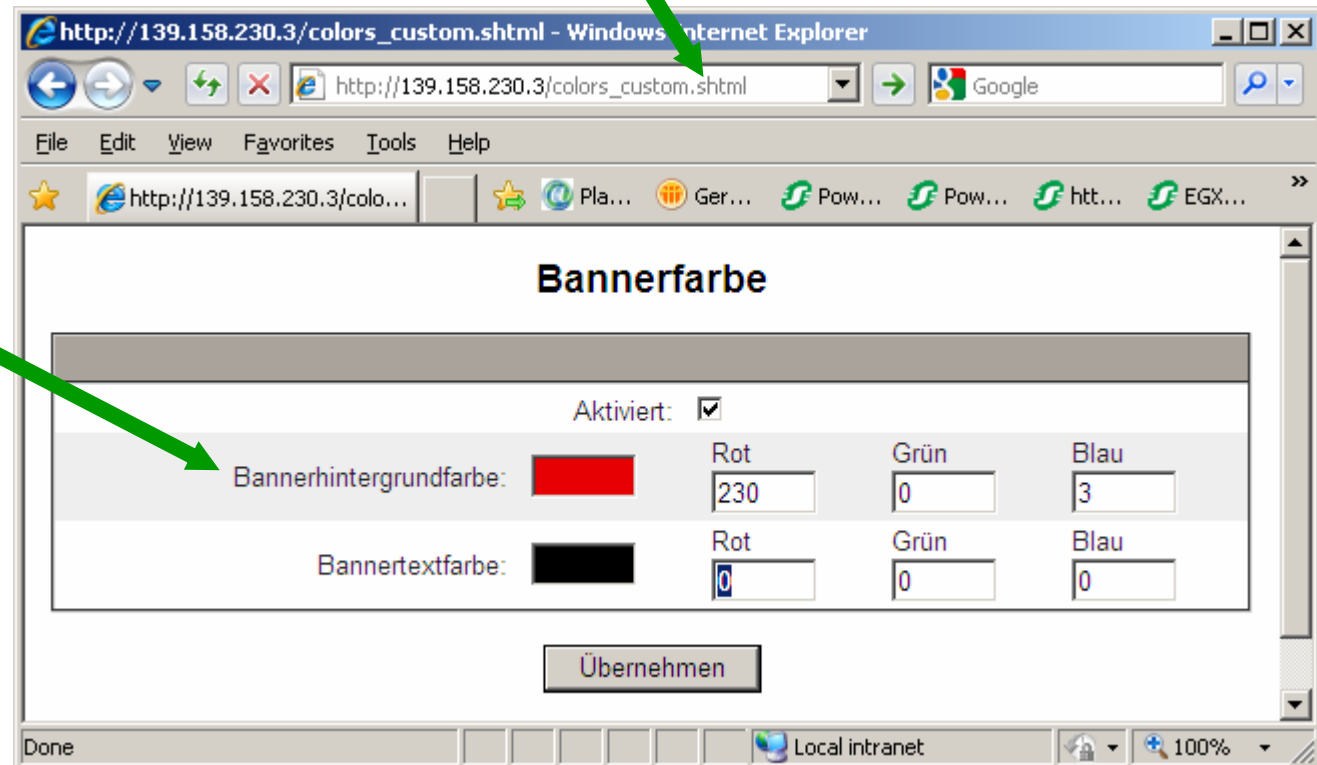 http://139.158.230.3/colors_custom.shtml - Windows Internet Explorer
http://139.158.230.3/colors_custom.shtml
Google
File Edit View Favorites Tools Help
http://139.158.230.3/colo... Pla... Ger... Pow... Pow... htt... EGX... »
Bannerfarbe
Aktiviert:
Rot Grün Blau
Bannerhintergrundfarbe: 230 0 3
Rot Grün Blau
Bannertextfarbe: 0 0 0
Übernehmen
Done Local intranet 100%